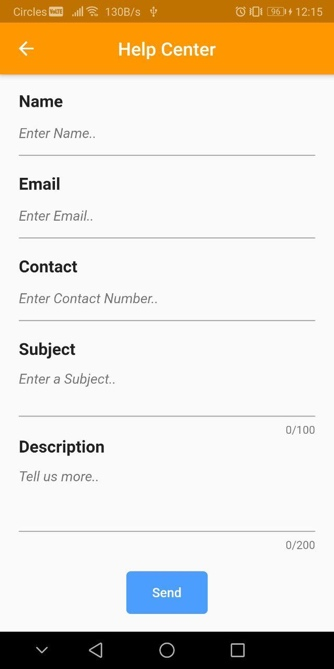 Circles VoLTE 130B/s 96 12:15
Help Center
Name
Enter Name..
Email
Enter Email..
Contact
Enter Contact Number..
Subject
Enter a Subject..
0/100
Description
Tell us more..
0/200
Send